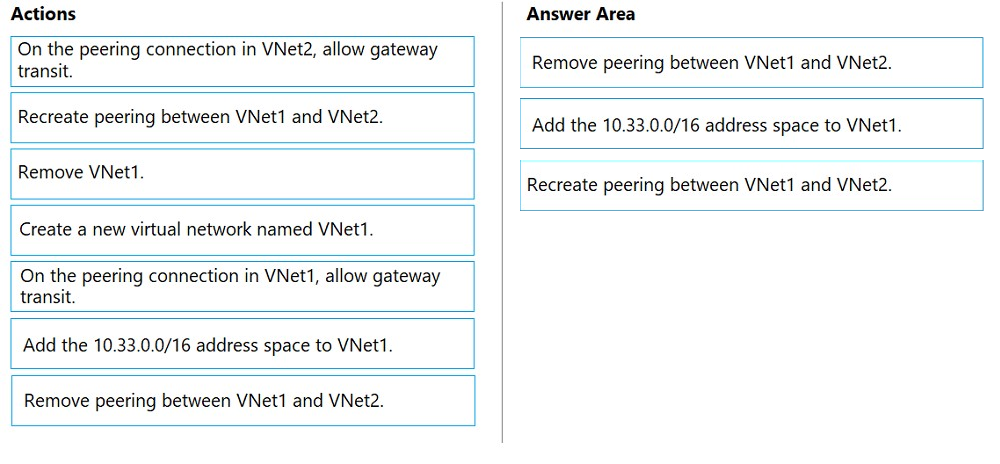 Actions
On the peering connection in VNet2, allow gateway
transit.
Recreate peering between VNet1 and VNet2.
Remove VNet1.
Create a new virtual network named VNet1.
On the peering connection in VNet1, allow gateway
transit.
Add the 10.33.0.0/16 address space to VNet1.
Remove peering between VNet1 and VNet2.
Answer Area
Remove peering between VNet1 and VNet2.
Add the 10.33.0.0/16 address space to VNet1.
Recreate peering between VNet1 and VNet2.